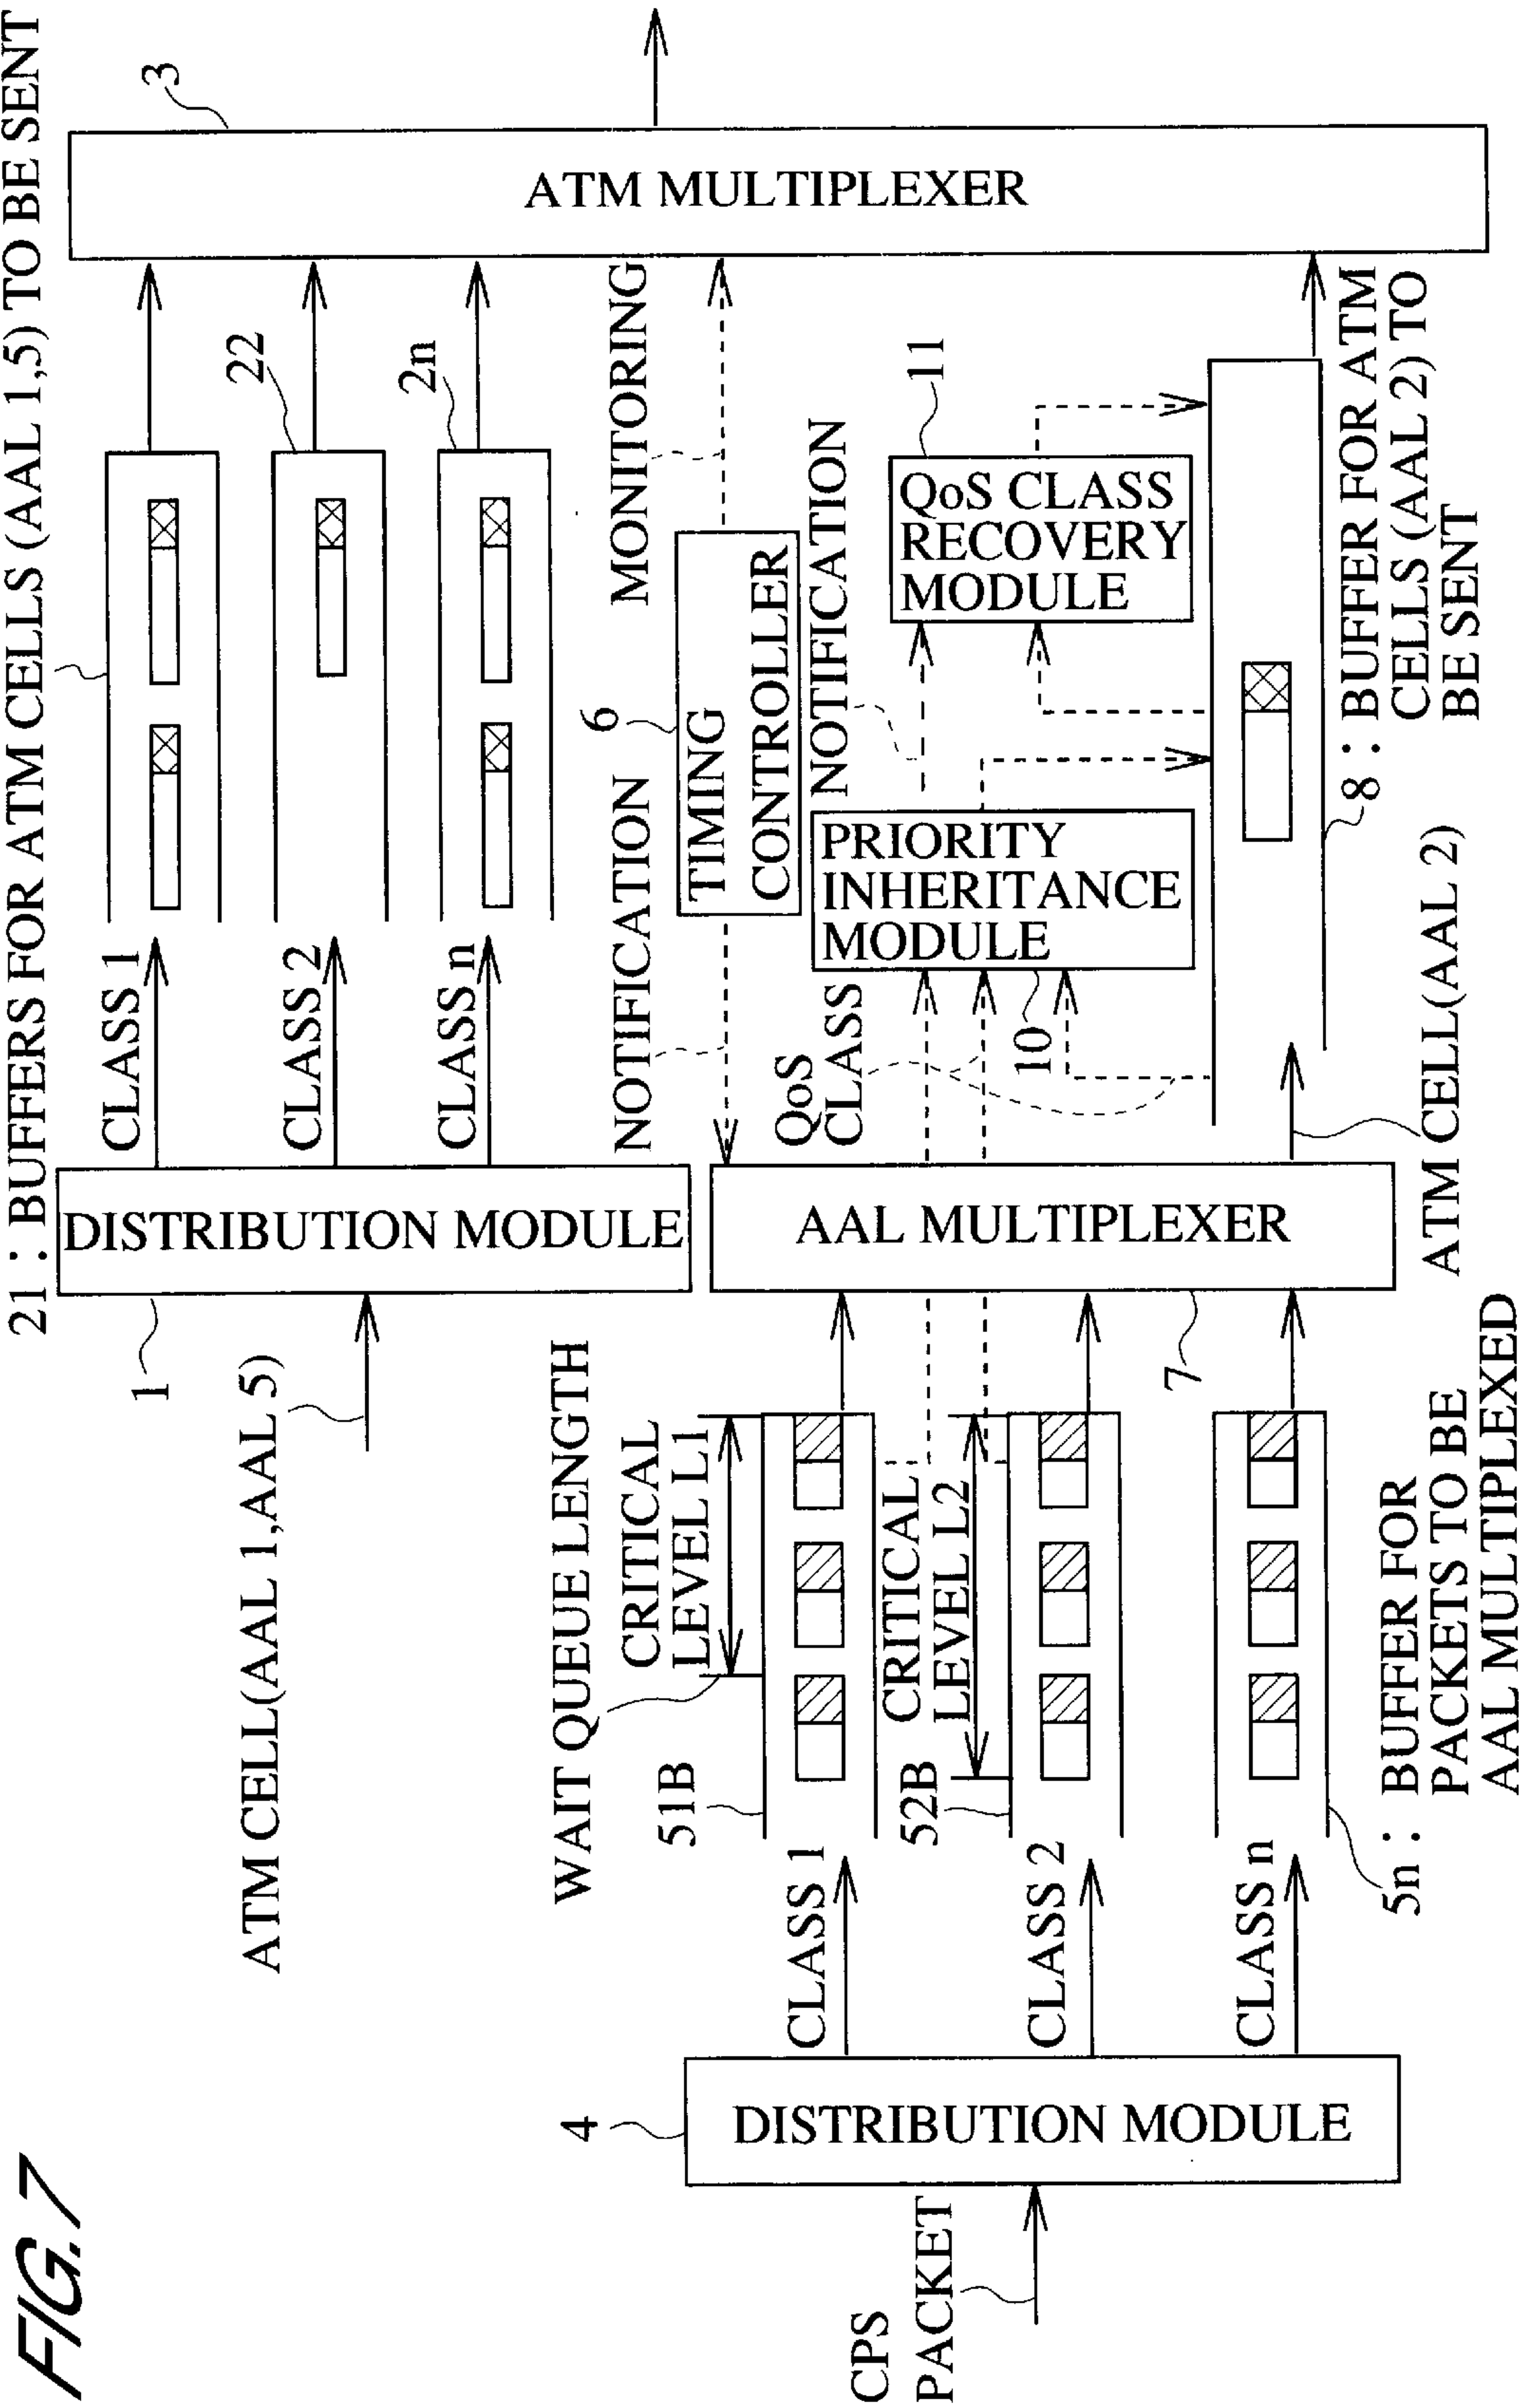 FIG. 7
21 : BUFFERS FOR ATM CELLS (AAL 1,5) TO BE SENT
1
DISTRIBUTION MODULE
ATM CELL(AAL 1,AAL 5)
CLASS 1
CLASS 2
CLASS n
22
2n
3
ATM MULTIPLEXER
NOTIFICATION
6
TIMING
CONTROLLER
MONITORING
CPS
PACKET
4
DISTRIBUTION MODULE
CLASS 1
CLASS 2
CLASS n
WAIT QUEUE LENGTH
CRITICAL
LEVEL L1
51B
CRITICAL
LEVEL L2
52B
5n : BUFFER FOR
PACKETS TO BE
AAL MULTIPLEXED
AAL MULTIPLEXER
7
QoS
CLASS
10
PRIORITY
INHERITANCE
MODULE
NOTIFICATION
11
QoS CLASS
RECOVERY
MODULE
ATM CELL(AAL 2)
8 : BUFFER FOR ATM
CELLS (AAL 2) TO
BE SENT